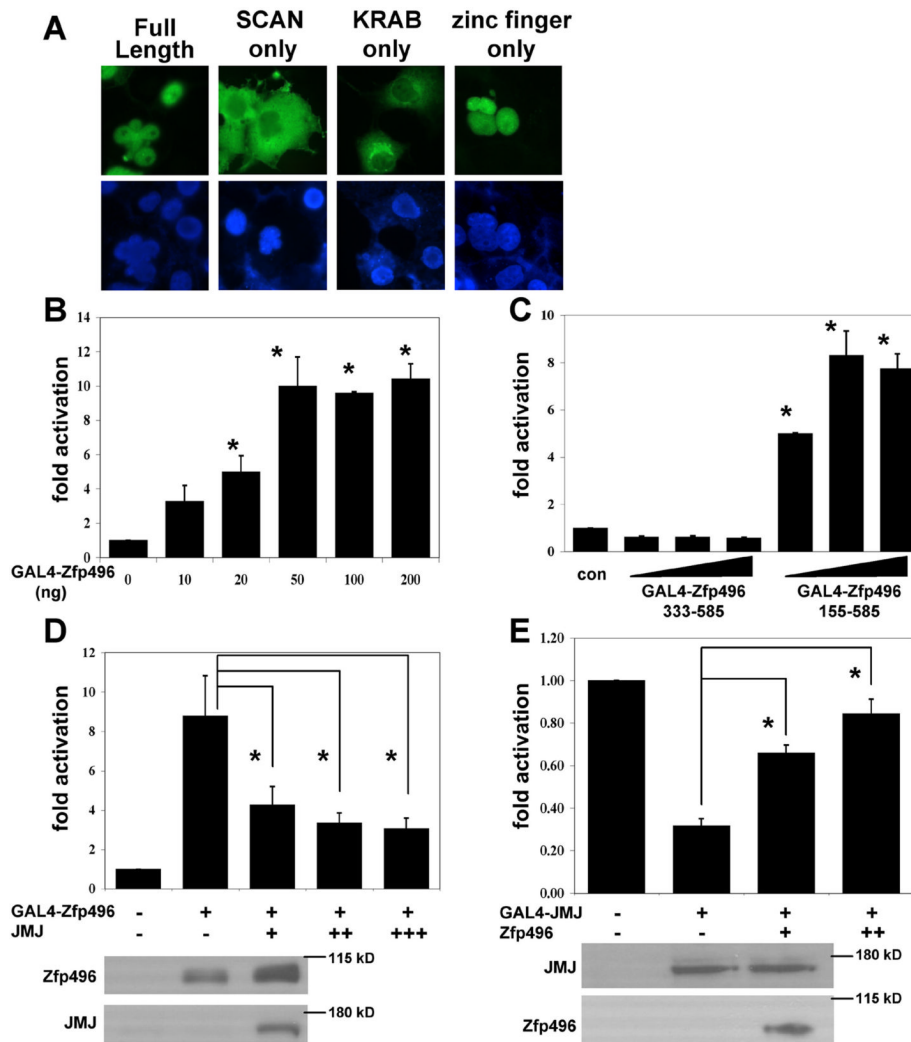 A
Full
Length
SCAN
only
KRAB
only
zinc finger
only
B
fold activation
14
12
10
8
6
4
2
0
* * * *
GAL4-Zfp496
(ng)
0 10 20 50 100 200
C
fold activation
10
8
6
4
2
0
* * *
con
GAL4-Zfp496
333-585
GAL4-Zfp496
155-585
D
fold activation
12
10
8
6
4
2
0
* * *
GAL4-Zfp496 - + + + +
JMJ - - + ++ +++
Zfp496
115 kD
JMJ
180 kD
E
fold activation
1.20
1.00
0.80
0.60
0.40
0.20
0.00
* *
GAL4-JMJ - + + +
Zfp496 - - + ++
JMJ
180 kD
Zfp496
115 kD